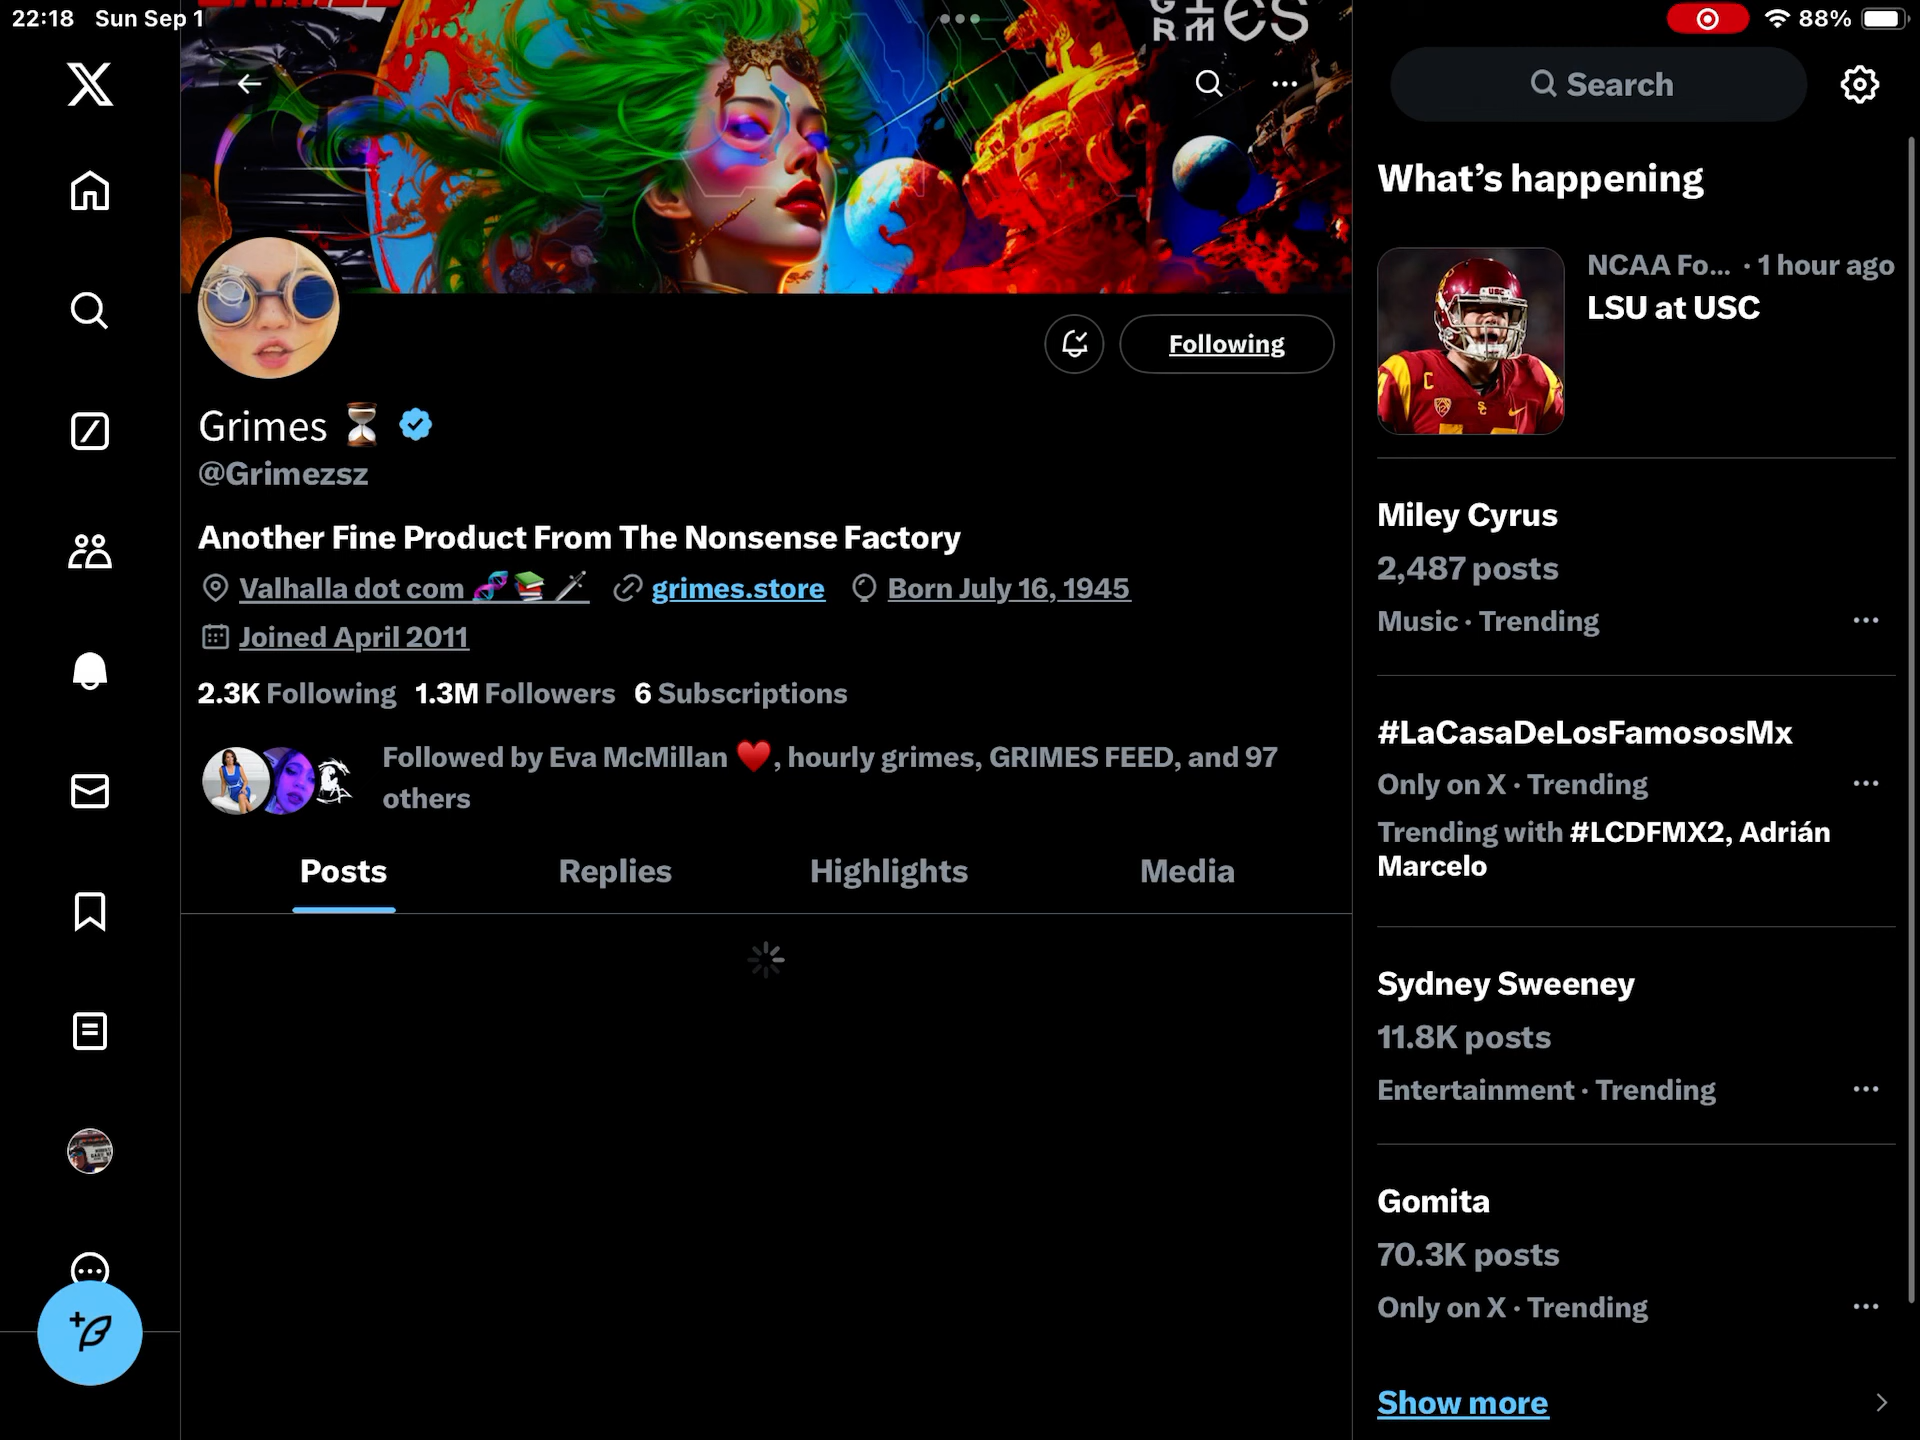 22:18 Sun Sep 1
88%
GRIMES
Search
Following
Grimes ⏳
@Grimezsz
Another Fine Product From The Nonsense Factory
Valhalla dot com 🧬📚🗡️ grimes.store Born July 16, 1945
Joined April 2011
2.3K Following 1.3M Followers 6 Subscriptions
Followed by Eva McMillan ♥️, hourly grimes, GRIMES FEED, and 97
others
Posts Replies Highlights Media
What’s happening
NCAA Fo... · 1 hour ago
LSU at USC
Miley Cyrus
2,487 posts
Music · Trending
#LaCasaDeLosFamososMx
Only on X · Trending
Trending with #LCDFMX2, Adrián
Marcelo
Sydney Sweeney
11.8K posts
Entertainment · Trending
Gomita
70.3K posts
Only on X · Trending
Show more